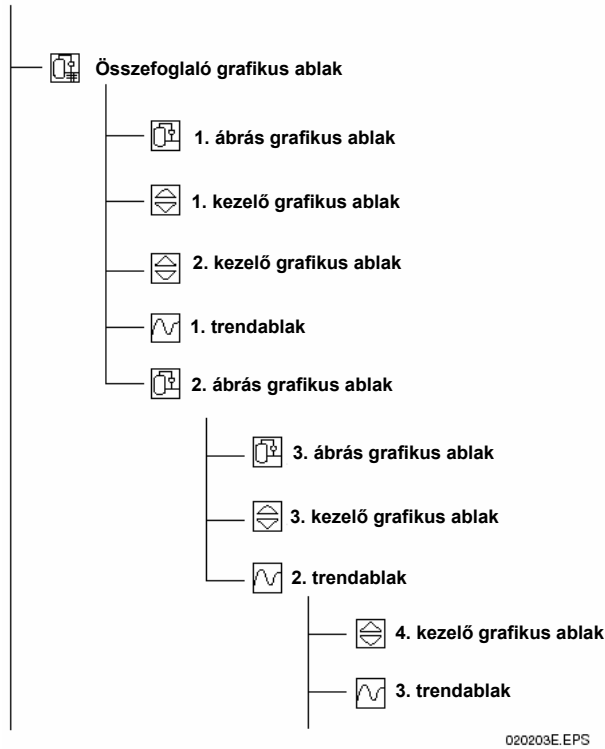 Összefoglaló grafikus ablak
1. ábrás grafikus ablak
1. kezelő grafikus ablak
2. kezelő grafikus ablak
1. trendablak
2. ábrás grafikus ablak
3. ábrás grafikus ablak
3. kezelő grafikus ablak
2. trendablak
4. kezelő grafikus ablak
3. trendablak
020203E.EPS